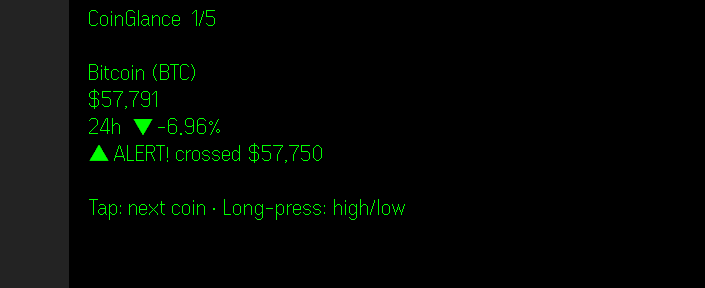 CoinGlance 1/5
Bitcoin (BTC)
$57,791
24h ▼ -6.96%
▲ ALERT! crossed $57,750
Tap: next coin · Long-press: high/low